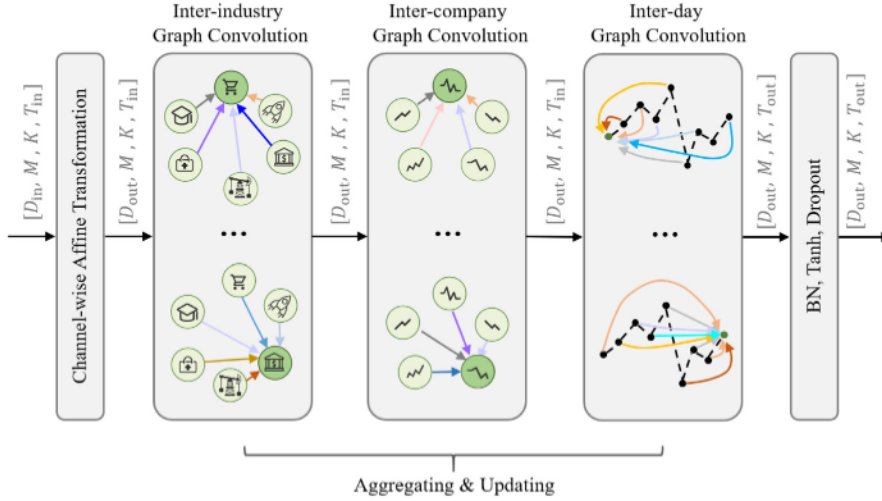 Inter-industry
Graph Convolution
Inter-company
Graph Convolution
Inter-day
Graph Convolution
[D_in, M, K, T_in]
Channel-wise Affine Transformation
[D_out, M, K, T_in]
[D_out, M, K, T_in]
[D_out, M, K, T_in]
[D_out, M, K, T_out]
BN, Tanh, Dropout
[D_out, M, K, T_out]
...
...
...
Aggregating & Updating